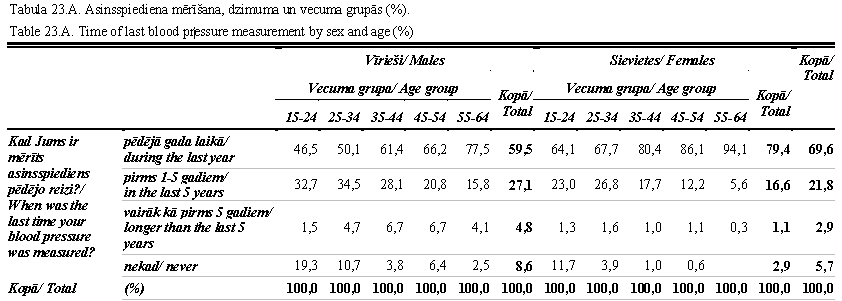 Tabula 23.A. Asinsspiediena mērīšana, dzimuma un vecuma grupās (%).
Table 23.A. Time of last blood pressure measurement by sex and age (%)
Vīrieši/ Males Sievietes/ Females Kopā/ Total
Vecuma grupa/ Age group Kopā/ Total Vecuma grupa/ Age group Kopā/ Total
15-24 25-34 35-44 45-54 55-64 15-24 25-34 35-44 45-54 55-64
Kad Jums ir mērīts asinsspiediens pēdējo reizi?/ When was the last time your blood pressure was measured?
pēdējā gada laikā/ during the last year 46,5 50,1 61,4 66,2 77,5 59,5 64,1 67,7 80,4 86,1 94,1 79,4 69,6
pirms 1-5 gadiem/ in the last 5 years 32,7 34,5 28,1 20,8 15,8 27,1 23,0 26,8 17,7 12,2 5,6 16,6 21,8
vairāk kā pirms 5 gadiem/ longer than the last 5 years 1,5 4,7 6,7 6,7 4,1 4,8 1,3 1,6 1,0 1,1 0,3 1,1 2,9
nekad/ never 19,3 10,7 3,8 6,4 2,5 8,6 11,7 3,9 1,0 0,6 2,9 5,7
Kopā/ Total (%) 100,0 100,0 100,0 100,0 100,0 100,0 100,0 100,0 100,0 100,0 100,0 100,0 100,0